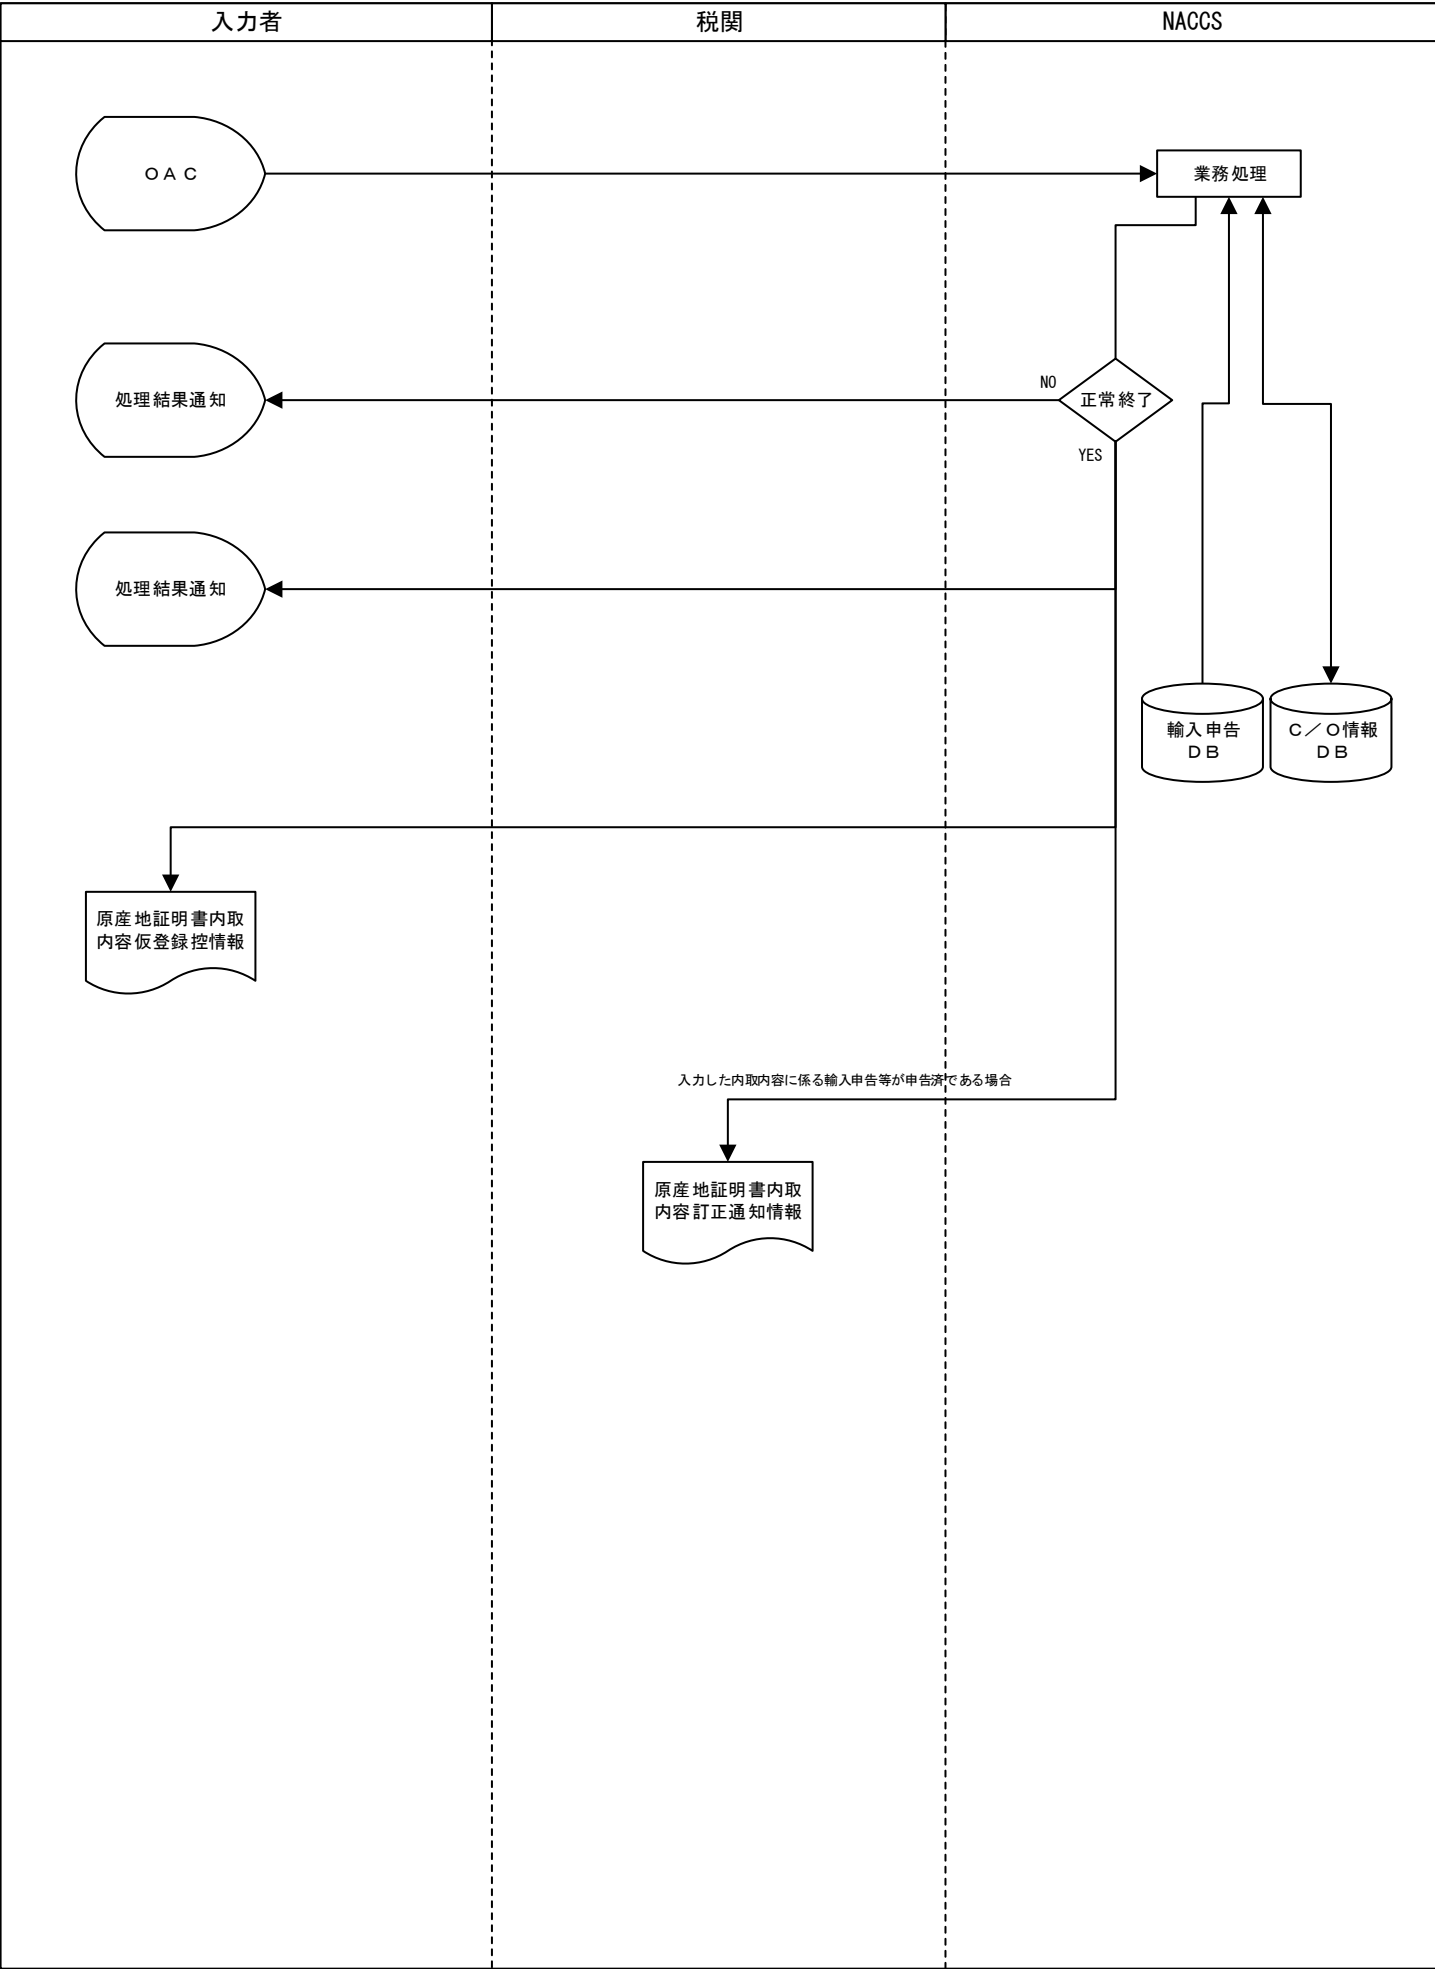 入力者
税関
NACCS
ＯＡＣ
業務処理
処理結果通知
NO
正常終了
YES
処理結果通知
輸入申告
ＤＢ
Ｃ／Ｏ情報
ＤＢ
原産地証明書内取
内容仮登録控情報
入力した内取内容に係る輸入申告等が申告済である場合
原産地証明書内取
内容訂正通知情報